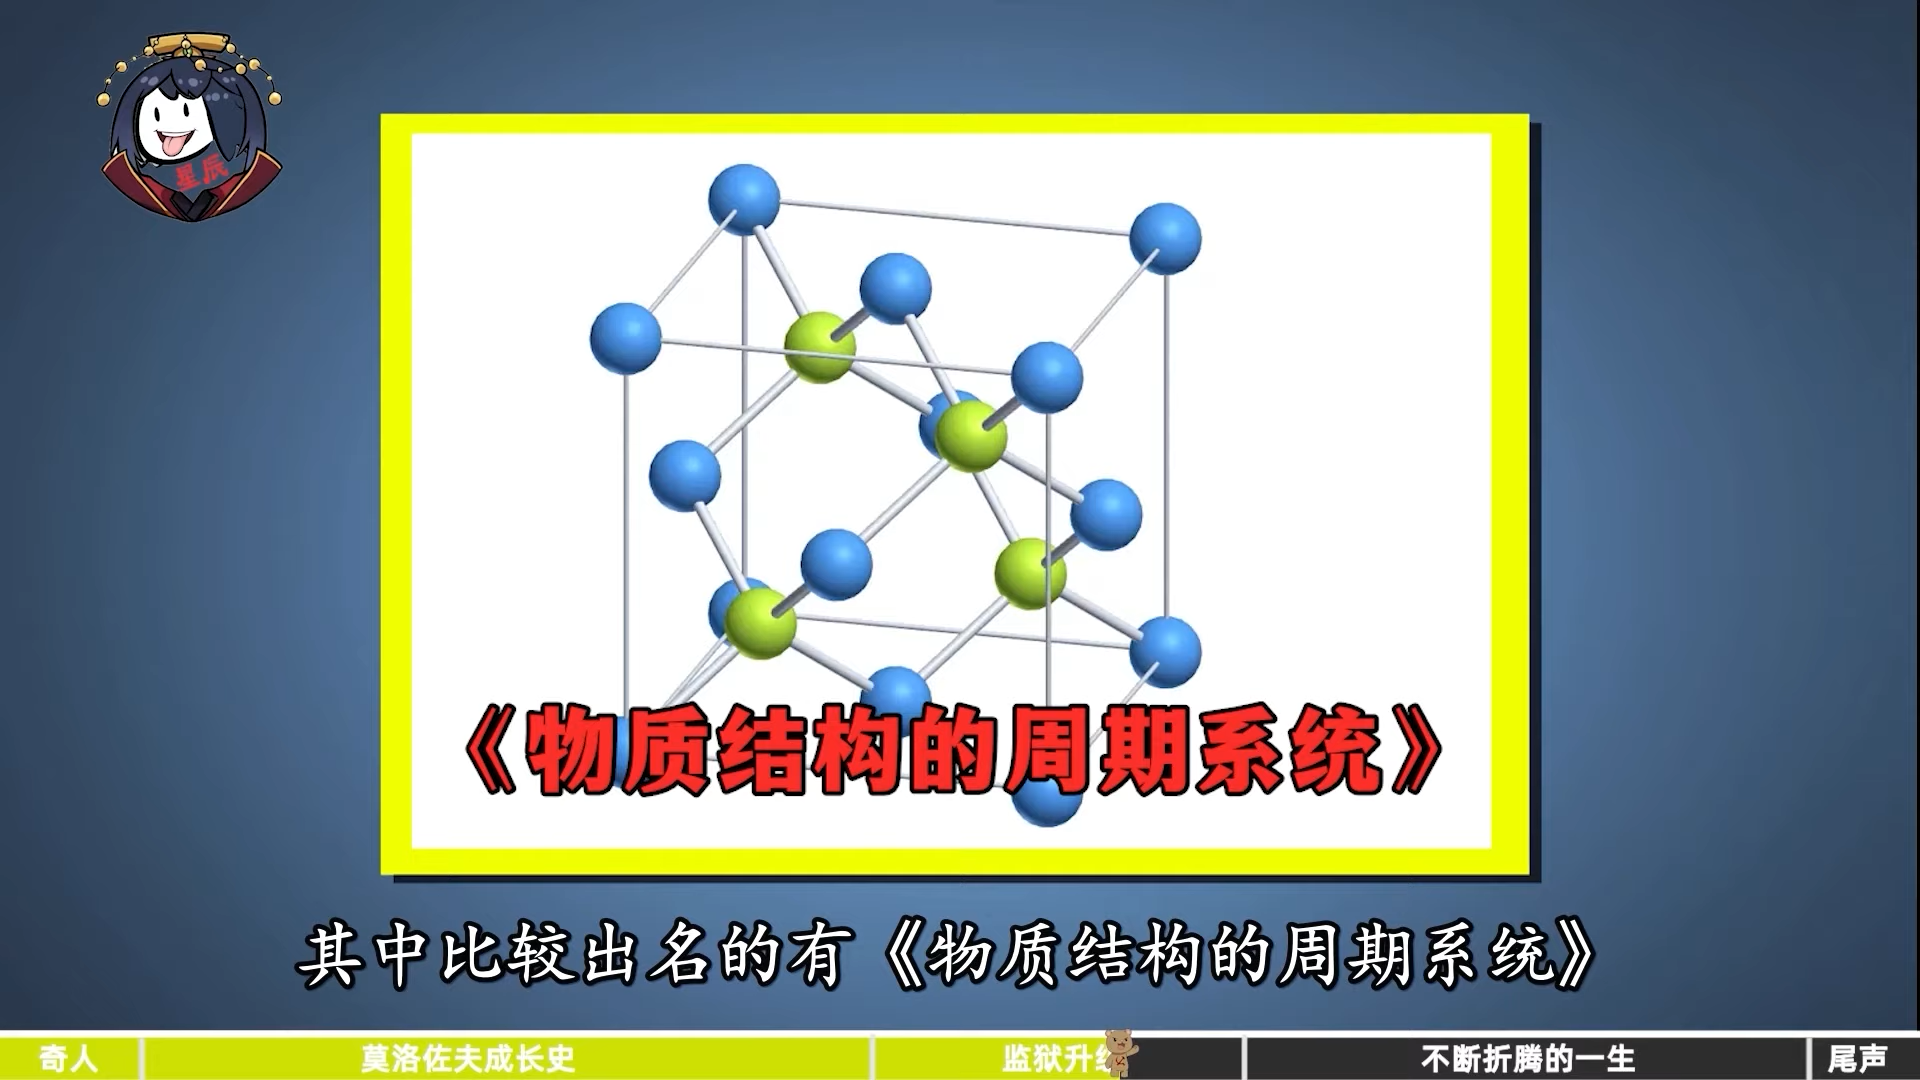 星辰
《物质结构的周期系统》
其中比较出名的有《物质结构的周期系统》
奇人
莫洛佐夫成长史
监狱升
不断折腾的一生
尾声